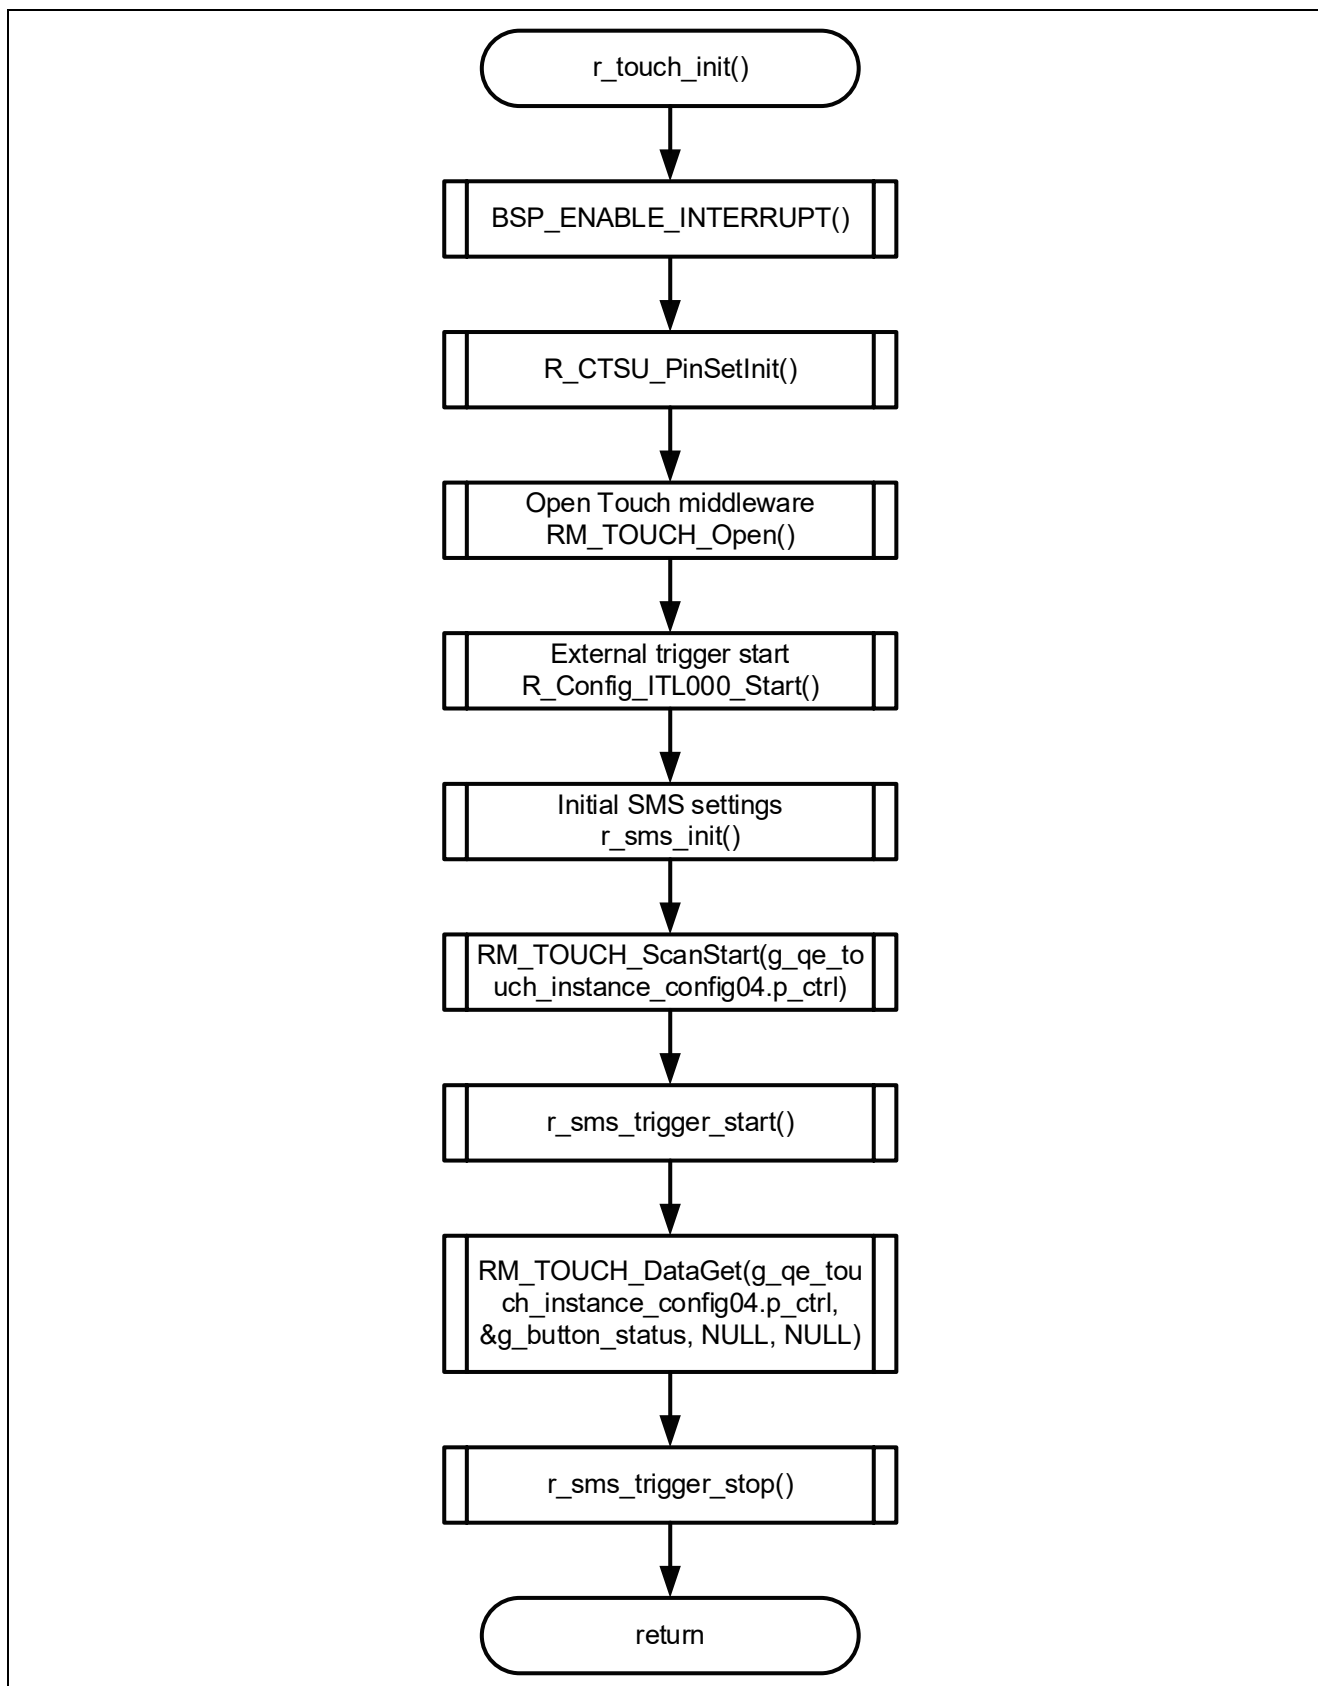 r_touch_init()
BSP_ENABLE_INTERRUPT()
R_CTSU_PinSetInit()
Open Touch middleware
RM_TOUCH_Open()
External trigger start
R_Config_ITL000_Start()
Initial SMS settings
r_sms_init()
RM_TOUCH_ScanStart(g_qe_to
uch_instance_config04.p_ctrl)
r_sms_trigger_start()
RM_TOUCH_DataGet(g_qe_tou
ch_instance_config04.p_ctrl,
&g_button_status, NULL, NULL)
r_sms_trigger_stop()
return